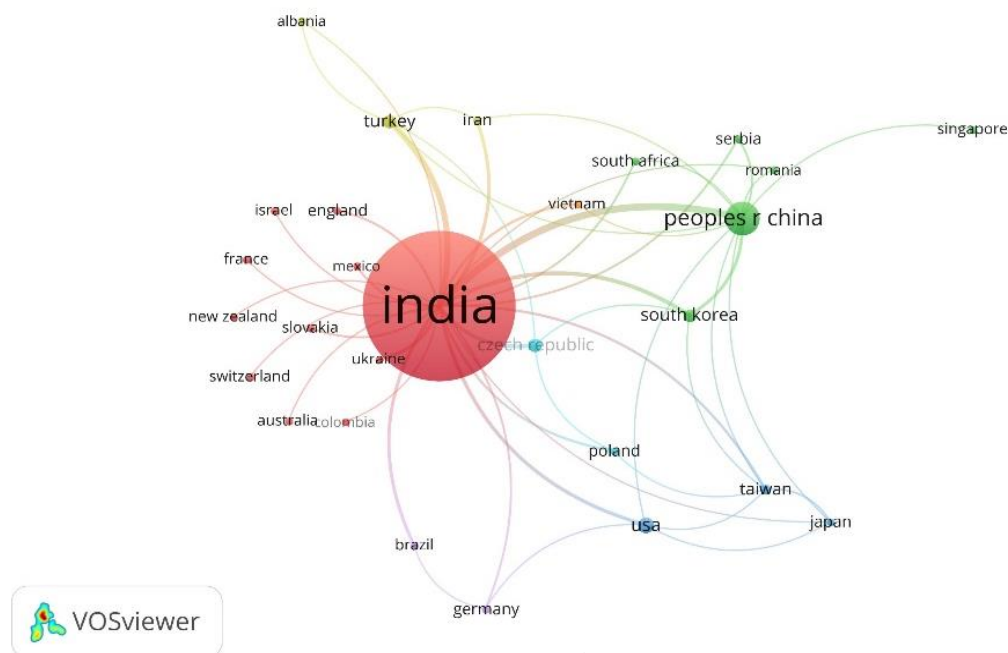 albania
turkey
iran
singapore
serbia
south africa
romania
vietnam
israel
england
peoples r china
france
mexico
india
new zealand
slovakia
south korea
czech republic
ukraine
switzerland
australia
colombia
poland
taiwan
usa
japan
brazil
germany
VOSviewer